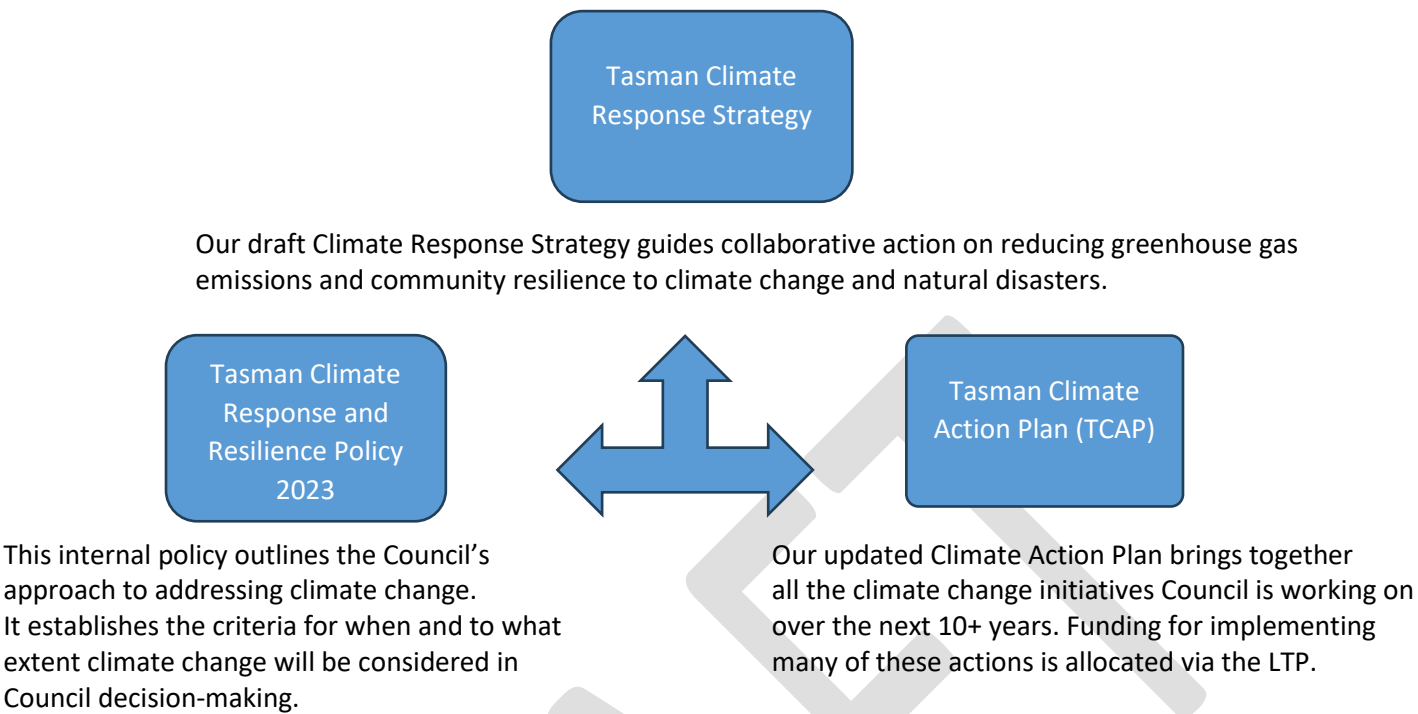 Tasman Climate
Response Strategy
Our draft Climate Response Strategy guides collaborative action on reducing greenhouse gas
emissions and community resilience to climate change and natural disasters.
Tasman Climate
Response and
Resilience Policy
2023
Tasman Climate
Action Plan (TCAP)
This internal policy outlines the Council’s
approach to addressing climate change.
It establishes the criteria for when and to what
extent climate change will be considered in
Council decision-making.
Our updated Climate Action Plan brings together
all the climate change initiatives Council is working on
over the next 10+ years. Funding for implementing
many of these actions is allocated via the LTP.